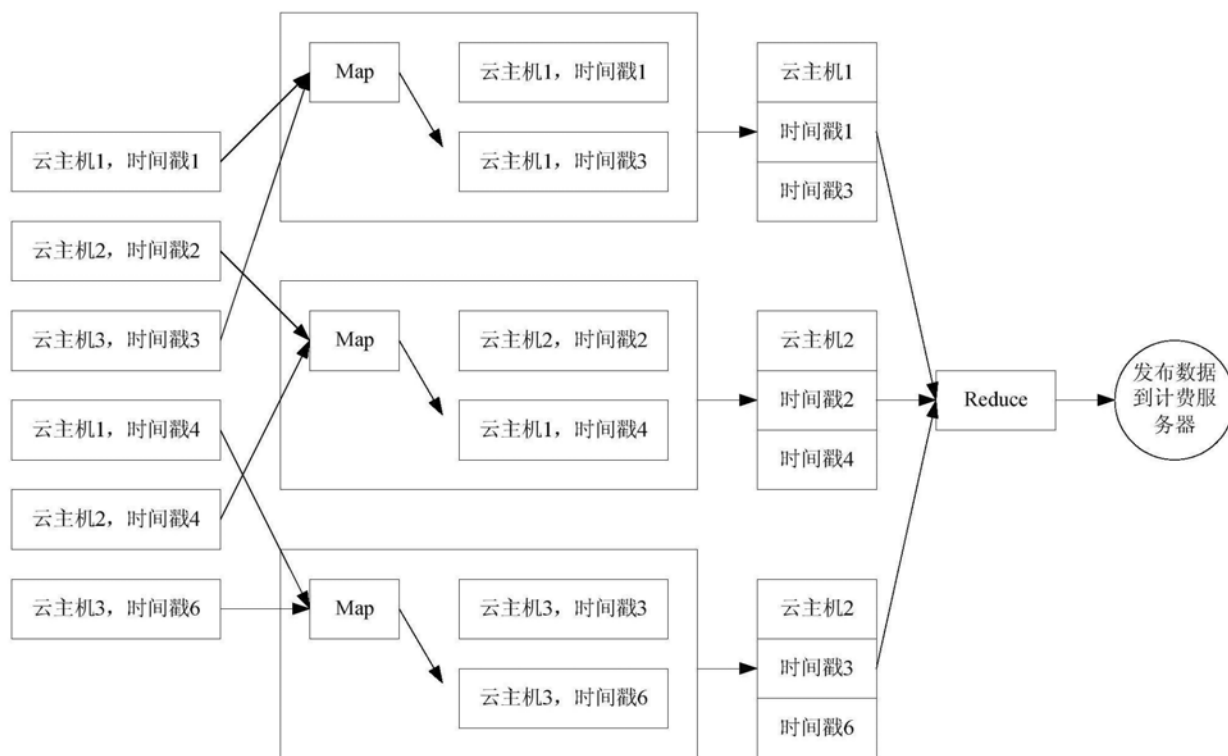 云主机1，时间戳1
云主机2，时间戳2
云主机3，时间戳3
云主机1，时间戳4
云主机2，时间戳4
云主机3，时间戳6
Map
云主机1，时间戳1
云主机1，时间戳3
Map
云主机2，时间戳2
云主机1，时间戳4
Map
云主机3，时间戳3
云主机3，时间戳6
云主机1
时间戳1
时间戳3
云主机2
时间戳2
时间戳4
云主机2
时间戳3
时间戳6
Reduce
发布数据
到计费服
务器